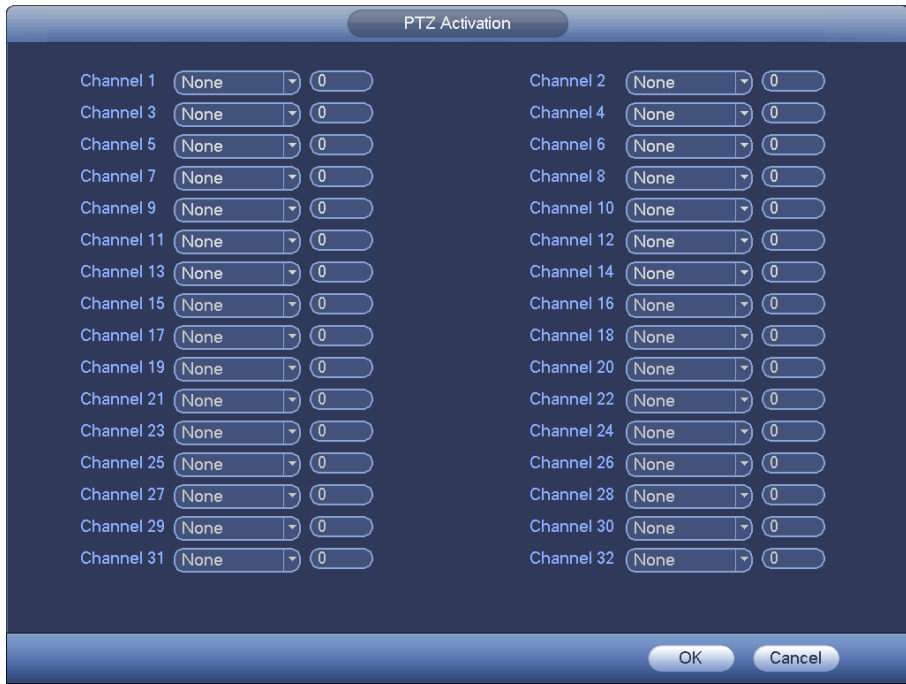 PTZ Activation
Channel 1 None 0 Channel 2 None 0
Channel 3 None 0 Channel 4 None 0
Channel 5 None 0 Channel 6 None 0
Channel 7 None 0 Channel 8 None 0
Channel 9 None 0 Channel 10 None 0
Channel 11 None 0 Channel 12 None 0
Channel 13 None 0 Channel 14 None 0
Channel 15 None 0 Channel 16 None 0
Channel 17 None 0 Channel 18 None 0
Channel 19 None 0 Channel 20 None 0
Channel 21 None 0 Channel 22 None 0
Channel 23 None 0 Channel 24 None 0
Channel 25 None 0 Channel 26 None 0
Channel 27 None 0 Channel 28 None 0
Channel 29 None 0 Channel 30 None 0
Channel 31 None 0 Channel 32 None 0
OK Cancel